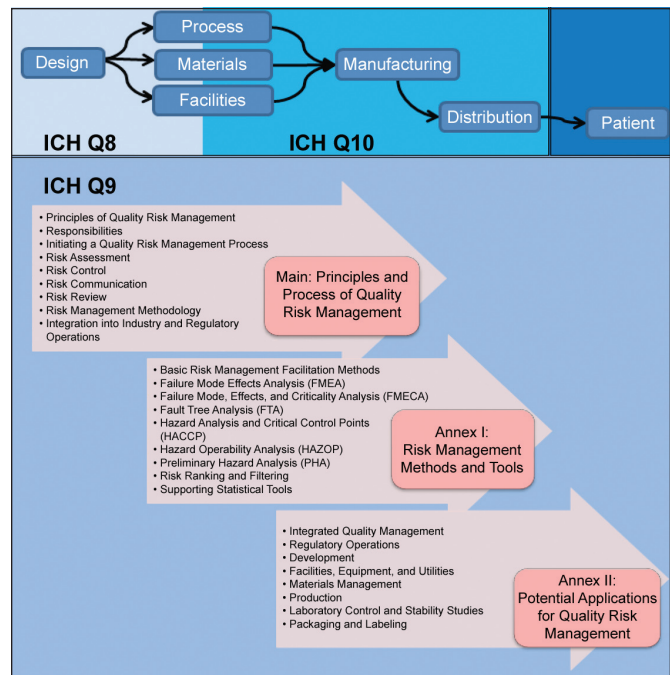 Process
Design
Materials
Manufacturing
Facilities
Distribution
Patient
ICH Q8
ICH Q10
ICH Q9
• Principles of Quality Risk Management
• Responsibilities
• Initiating a Quality Risk Management Process
• Risk Assessment
• Risk Control
• Risk Communication
• Risk Review
• Risk Management Methodology
• Integration into Industry and Regulatory
Operations
Main: Principles and
Process of Quality
Risk Management
• Basic Risk Management Facilitation Methods
• Failure Mode Effects Analysis (FMEA)
• Failure Mode, Effects, and Criticality Analysis (FMECA)
• Fault Tree Analysis (FTA)
• Hazard Analysis and Critical Control Points
(HACCP)
• Hazard Operability Analysis (HAZOP)
• Preliminary Hazard Analysis (PHA)
• Risk Ranking and Filtering
• Supporting Statistical Tools
Annex I:
Risk Management
Methods and Tools
• Integrated Quality Management
• Regulatory Operations
• Development
• Facilities, Equipment, and Utilities
• Materials Management
• Production
• Laboratory Control and Stability Studies
• Packaging and Labeling
Annex II:
Potential Applications
for Quality Risk
Management